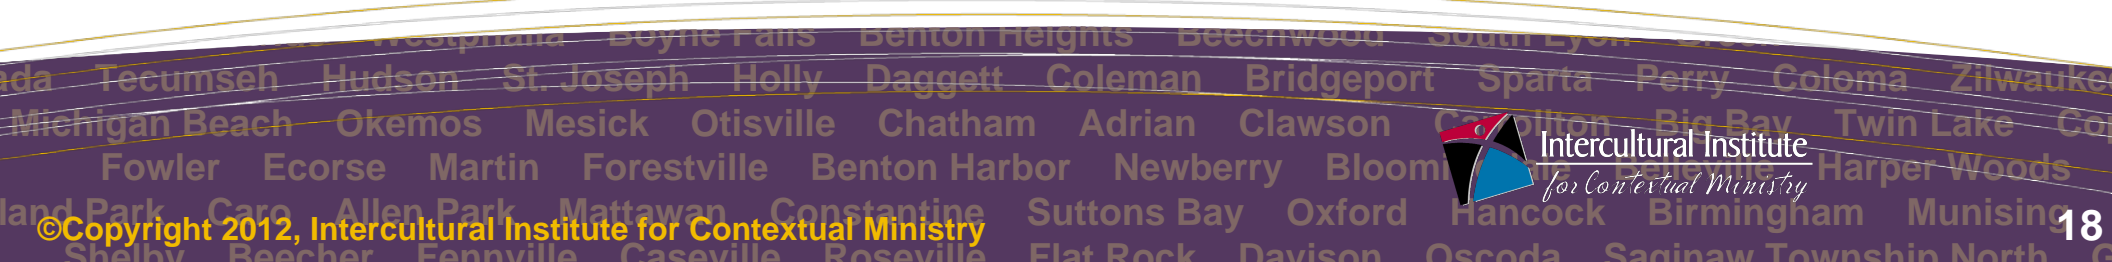 Westphalia Boyne Falls Benton Heights Beechwood South Lyon
Tecumseh Hudson St. Joseph Holly Daggett Coleman Bridgeport Sparta Perry Coloma Zilwaukee
Michigan Beach Okemos Mesick Otisville Chatham Adrian Clawson Carrollton Big Bay Twin Lake
Fowler Ecorse Martin Forestville Benton Harbor Newberry Harper Woods
Intercultural Institute
for Contextual Ministry
land Park Caro Allen Park Mattawan Constantine Suttons Bay Oxford Hancock Birmingham Munising
©Copyright 2012, Intercultural Institute for Contextual Ministry
18
Shelby Beecher Fennville Caseville Roseville Flat Rock Davison Oscoda Saginaw Township North